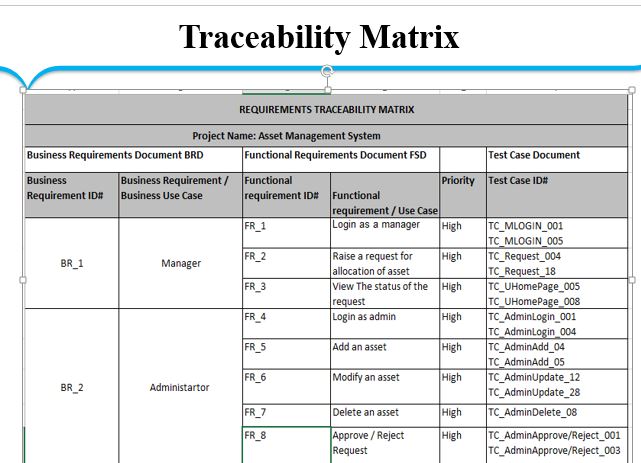 Traceability Matrix
REQUIREMENTS TRACEABILITY MATRIX
Project Name: Asset Management System
Business Requirements Document BRD Functional Requirements Document FSD Test Case Document
Business Requirement ID# Business Requirement / Business Use Case Functional requirement ID# Functional requirement / Use Case Priority Test Case ID#
BR_1 Manager
FR_1 Login as a manager High TC_MLOGIN_001
TC_MLOGIN_005
FR_2 Raise a request for High TC_Request_004
allocation of asset TC_Request_18
FR_3 View The status of the High TC_UHomePage_005
request TC_UHomePage_008
BR_2 Administartor
FR_4 Login as admin High TC_AdminLogin_001
TC_AdminLogin_004
FR_5 Add an asset High TC_AdminAdd_04
TC_AdminAdd_05
FR_6 Modify an asset High TC_AdminUpdate_12
TC_AdminUpdate_28
FR_7 Delete an asset High TC_AdminDelete_08
FR_8 Approve / Reject High TC_AdminApprove/Reject_001
Request TC_AdminApprove/Reject_003